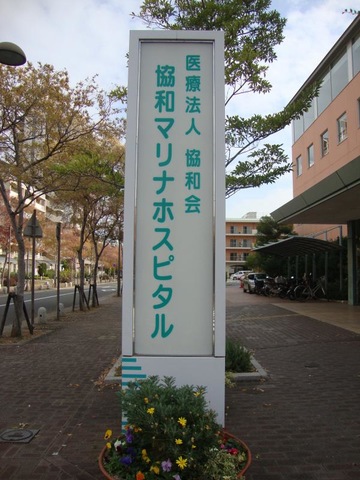 医療法人 協和会
協和マリナホスピタル